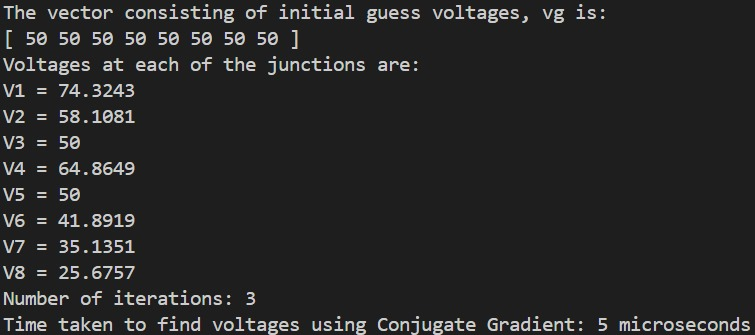 The vector consisting of initial guess voltages, vg is:
[ 50 50 50 50 50 50 50 50 ]
Voltages at each of the junctions are:
V1 = 74.3243
V2 = 58.1081
V3 = 50
V4 = 64.8649
V5 = 50
V6 = 41.8919
V7 = 35.1351
V8 = 25.6757
Number of iterations: 3
Time taken to find voltages using Conjugate Gradient: 5 microseconds